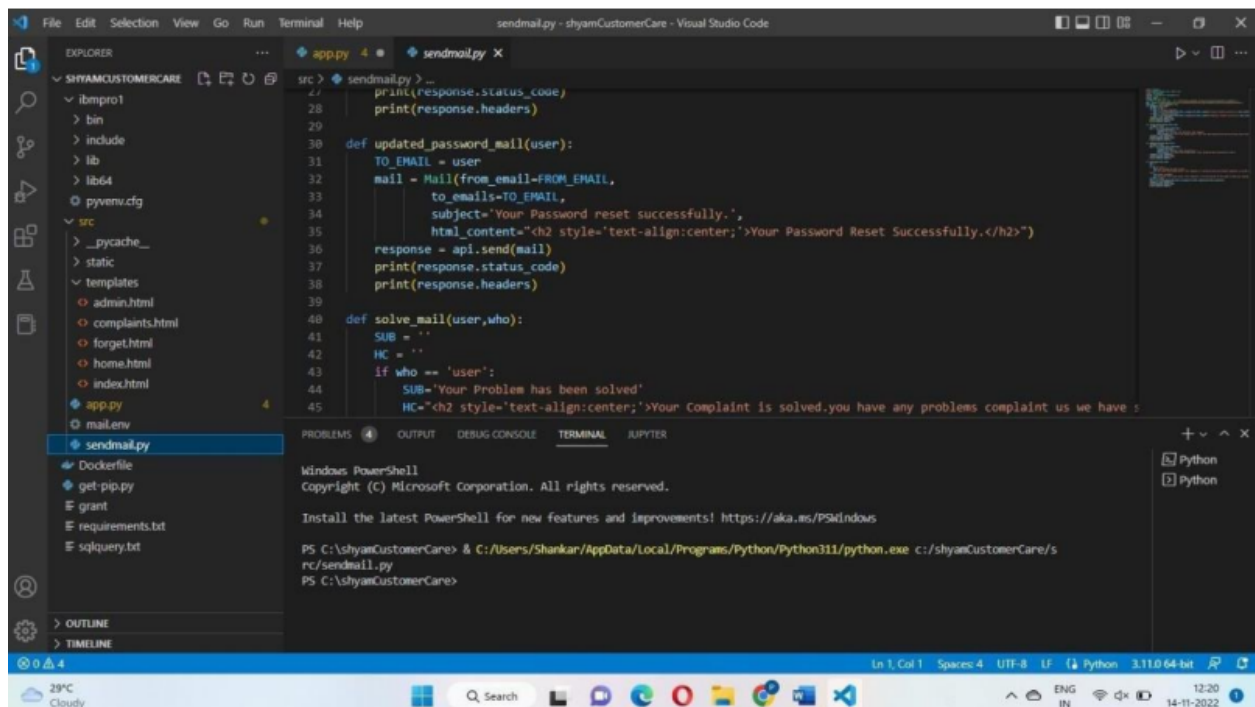 File Edit Selection View Go Run Terminal Help
sendmail.py - shyamCustomerCare - Visual Studio Code
EXPLORER
SHYAMCUSTOMERCARE
ibmpro1
bin
include
lib
lib64
pyvenv.cfg
src
__pycache__
static
templates
admin.html
complaints.html
forget.html
home.html
index.html
app.py 4
mail.env
sendmail.py
Dockerfile
get-pip.py
grant
requirements.txt
sqlquery.txt
OUTLINE
TIMELINE
app.py 4
sendmail.py
src > sendmail.py > ...
27 print(response.status_code)
28 print(response.headers)
29
30 def updated_password_mail(user):
31 TO_EMAIL = user
32 mail = Mail(from_email=FROM_EMAIL,
33 to_emails=TO_EMAIL,
34 subject='Your Password reset successfully.',
35 html_content="<h2 style='text-align:center;'>Your Password Reset Successfully.</h2>")
36 response = api.send(mail)
37 print(response.status_code)
38 print(response.headers)
39
40 def solve_mail(user,who):
41 SUB = ''
42 HC = ''
43 if who == 'user':
44 SUB='Your Problem has been solved'
45 HC="<h2 style='text-align:center;'>Your Complaint is solved.you have any problems complaint us we have s
PROBLEMS 4 OUTPUT DEBUG CONSOLE TERMINAL JUPYTER
Python
Python
Windows PowerShell
Copyright (C) Microsoft Corporation. All rights reserved.
Install the latest PowerShell for new features and improvements! https://aka.ms/PSWindows
PS C:\shyamCustomerCare> & C:/Users/Shankar/AppData/Local/Programs/Python/Python311/python.exe c:/shyamCustomerCare/s
rc/sendmail.py
PS C:\shyamCustomerCare>
0 4
Ln 1, Col 1 Spaces: 4 UTF-8 LF Python 3.11.0 64-bit
29°C
Cloudy
Search
ENG
IN
12:20
14-11-2022
1